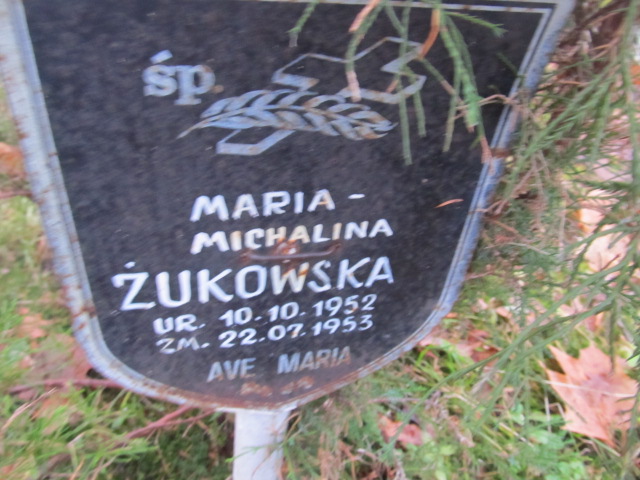 śp.
MARIA -
MICHALINA
ŻUKOWSKA
UR. 10.10.1952
ZM. 22.07.1953
AVE MARIA